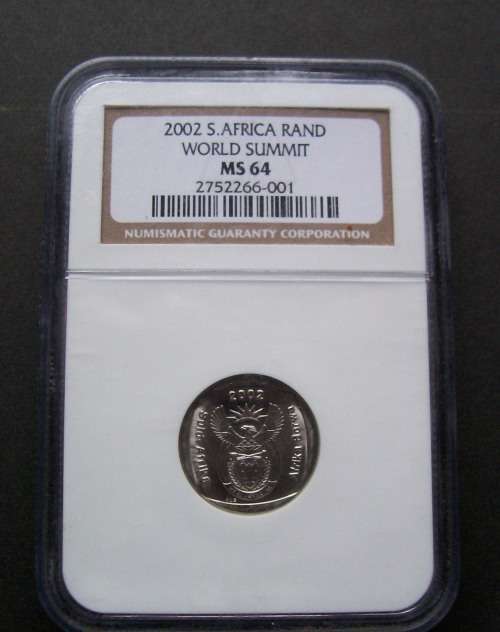 2002 S.AFRICA RAND
WORLD SUMMIT
MS 64
2752266-001
NUMISMATIC GUARANTY CORPORATION
2002